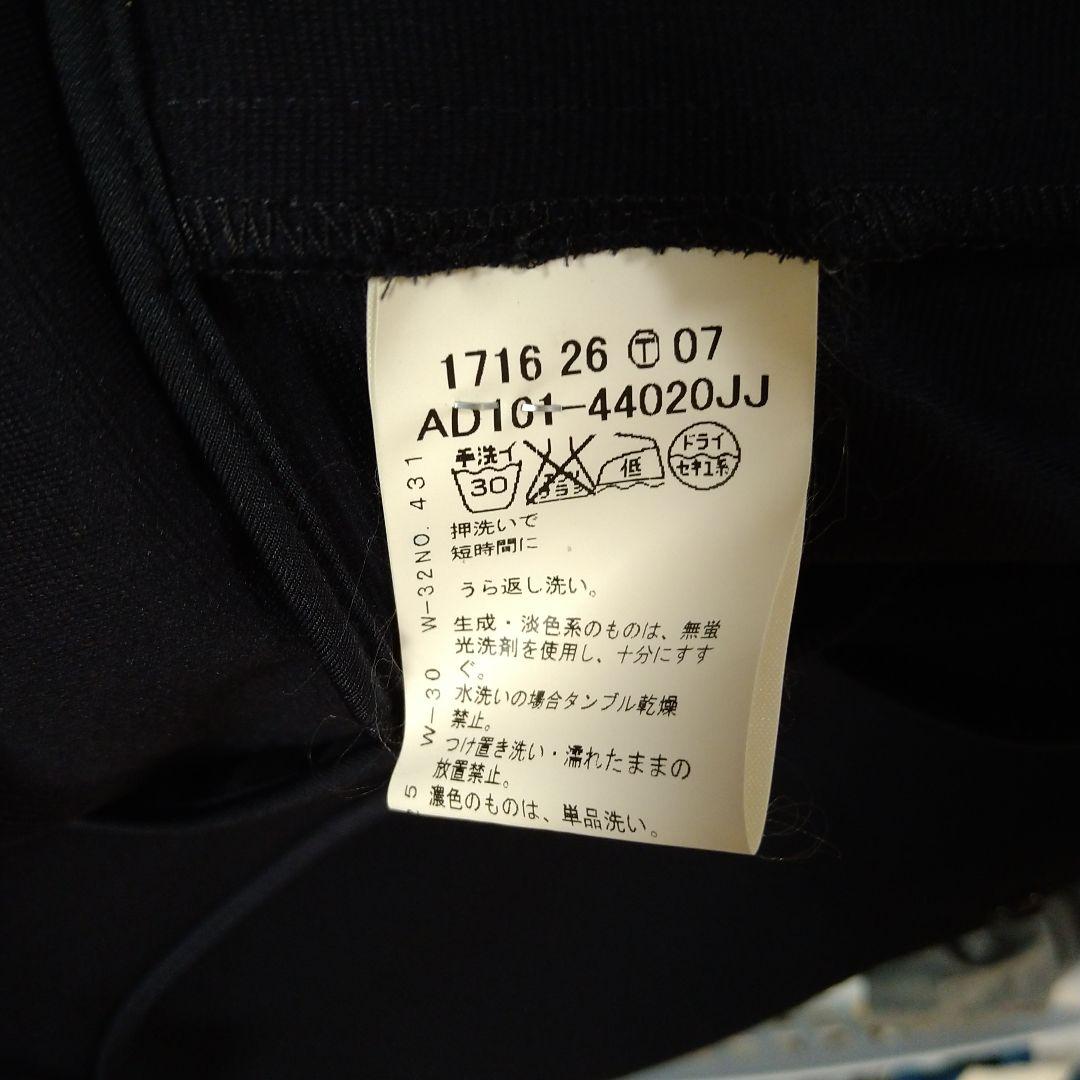 1716 26 Ⓣ 07
AD101-44020JJ
手洗イ
30
低
ドライ
セキユ系
押洗いで
短時間に
うら返し洗い。
生成・淡色系のものは、無蛍
光洗剤を使用し、十分にすす
ぐ。
水洗いの場合タンブル乾燥
禁止。
つけ置き洗い・濡れたままの
放置禁止。
濃色のものは、単品洗い。
W-30 W-32NO. 431